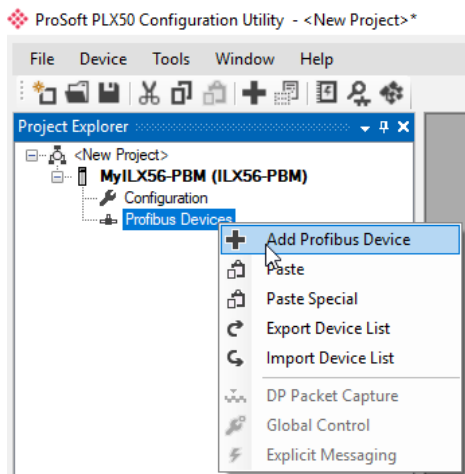 ProSoft PLX50 Configuration Utility - <New Project>*
File Device Tools Window Help
Project Explorer
<New Project>
MyILX56-PBM (ILX56-PBM)
Configuration
Profibus Devices
Add Profibus Device
Paste
Paste Special
Export Device List
Import Device List
DP Packet Capture
Global Control
Explicit Messaging